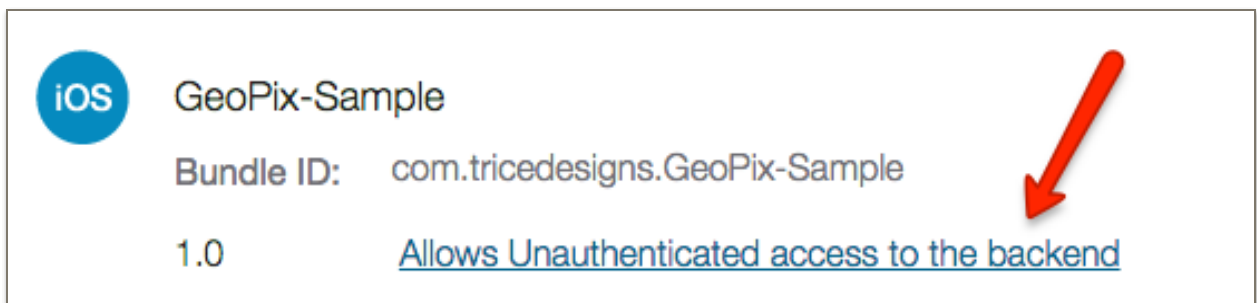 iOS
GeoPix-Sample
Bundle ID: com.tricedesigns.GeoPix-Sample
1.0 Allows Unauthenticated access to the backend